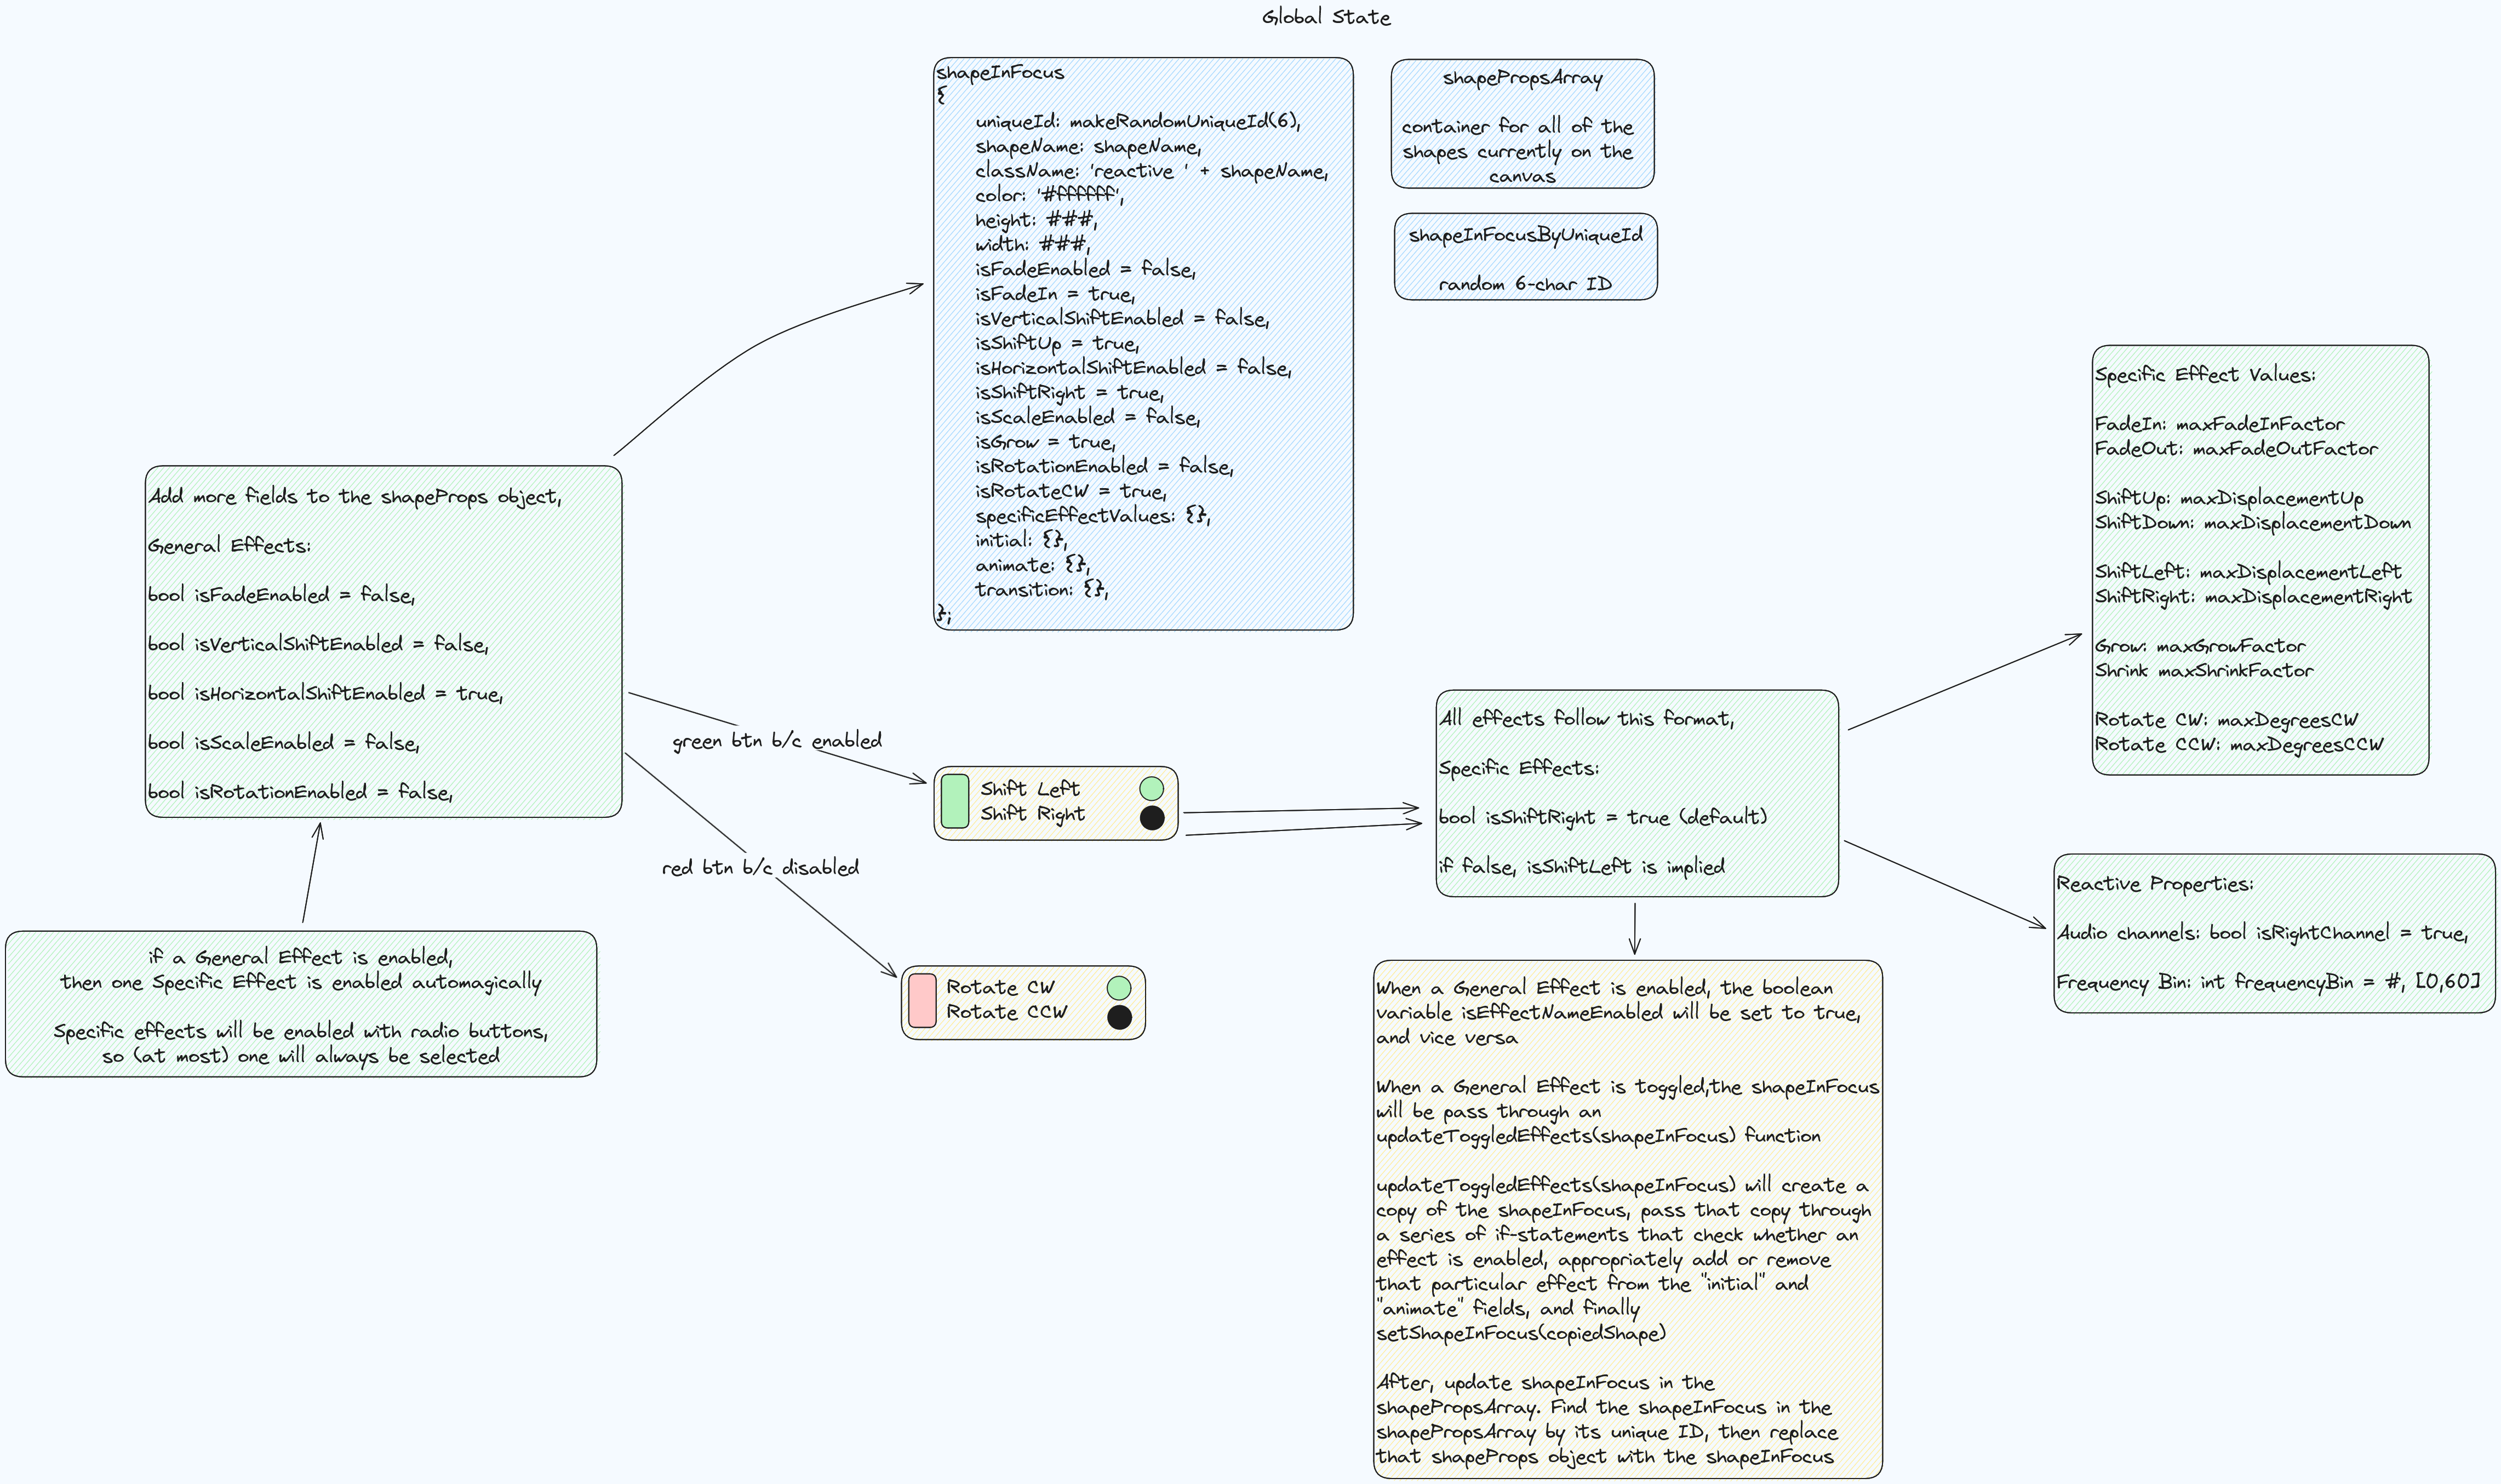 Global State
shapeInFocus
{
uniqueId: makeRandomUniqueId(6),
shapeName: shapeName,
className: 'reactive ' + shapeName,
color: '#ffffff',
height: ###,
width: ###,
isFadeEnabled = false,
isFadeIn = true,
isVerticalShiftEnabled = false,
isShiftUp = true,
isHorizontalShiftEnabled = false,
isShiftRight = true,
isScaleEnabled = false,
isGrow = true,
isRotationEnabled = false,
isRotateCW = true,
specificEffectValues: {},
initial: {},
animate: {},
transition: {},
};
shapePropsArray
container for all of the
shapes currently on the
canvas
shapeInFocusByUniqueId
random 6-char ID
Add more fields to the shapeProps object,
General Effects:
bool isFadeEnabled = false,
bool isVerticalShiftEnabled = false,
bool isHorizontalShiftEnabled = true,
bool isScaleEnabled = false,
bool isRotationEnabled = false,
if a General Effect is enabled,
then one Specific Effect is enabled automagically
Specific effects will be enabled with radio buttons,
so (at most) one will always be selected
green btn b/c enabled
red btn b/c disabled
Shift Left
Shift Right
Rotate CW
Rotate CCW
All effects follow this format,
Specific Effects:
bool isShiftRight = true (default)
if false, isShiftLeft is implied
Specific Effect Values:
FadeIn: maxFadeInFactor
FadeOut: maxFadeOutFactor
ShiftUp: maxDisplacementUp
ShiftDown: maxDisplacementDown
ShiftLeft: maxDisplacementLeft
ShiftRight: maxDisplacementRight
Grow: maxGrowFactor
Shrink maxShrinkFactor
Rotate CW: maxDegreesCW
Rotate CCW: maxDegreesCCW
Reactive Properties:
Audio channels: bool isRightChannel = true,
Frequency Bin: int frequencyBin = #, [0,60]
When a General Effect is enabled, the boolean
variable isEffectNameEnabled will be set to true,
and vice versa
When a General Effect is toggled,the shapeInFocus
will be pass through an
updateToggledEffects(shapeInFocus) function
updateToggledEffects(shapeInFocus) will create a
copy of the shapeInFocus, pass that copy through
a series of if-statements that check whether an
effect is enabled, appropriately add or remove
that particular effect from the "initial" and
"animate" fields, and finally
setShapeInFocus(copiedShape)
After, update shapeInFocus in the
shapePropsArray. Find the shapeInFocus in the
shapePropsArray by its unique ID, then replace
that shapeProps object with the shapeInFocus